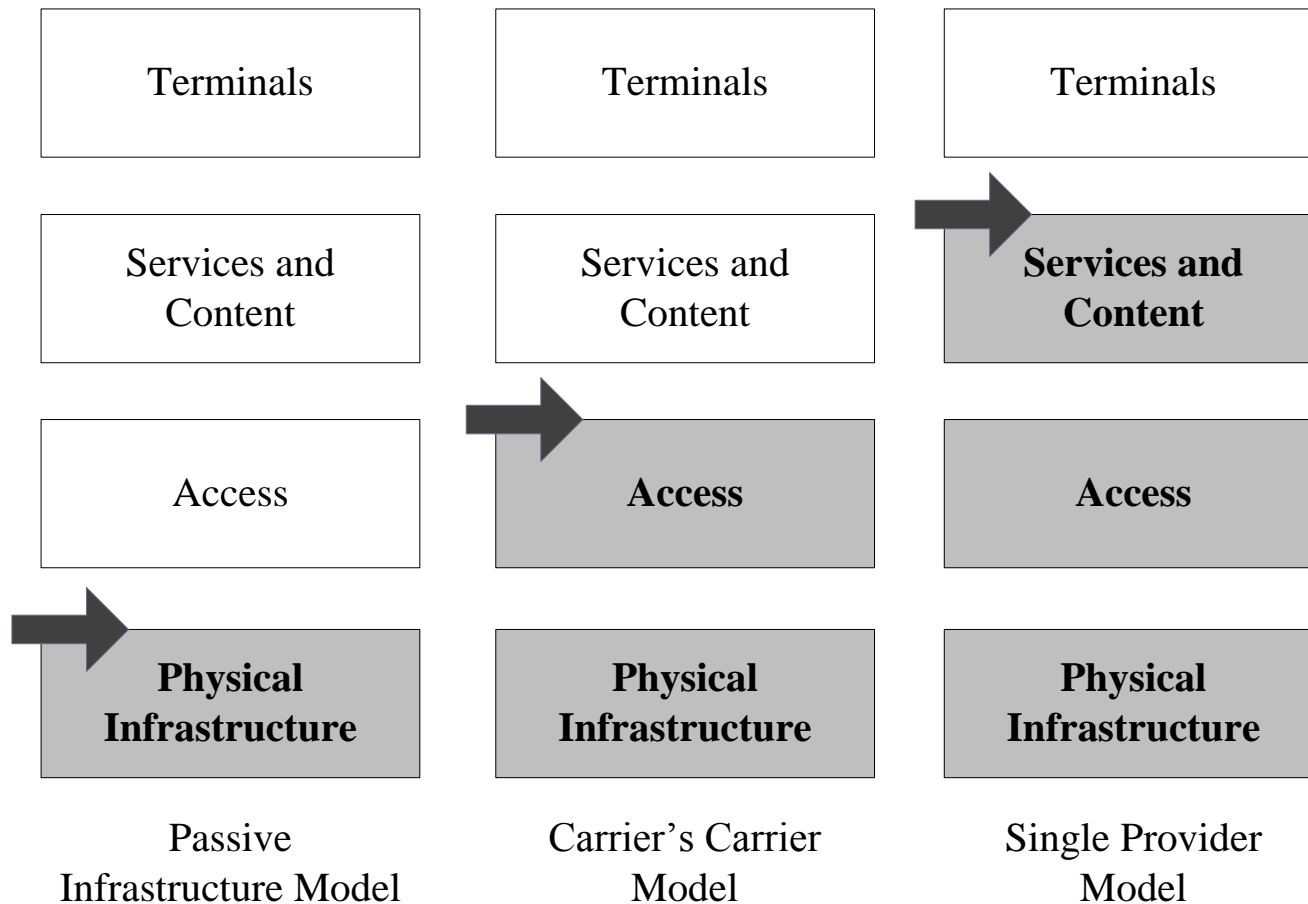 Terminals
Terminals
Terminals
Services and
Content
Services and
Content
Services and
Content
Access
Access
Access
Physical
Infrastructure
Physical
Infrastructure
Physical
Infrastructure
Passive
Infrastructure Model
Carrier’s Carrier
Model
Single Provider
Model